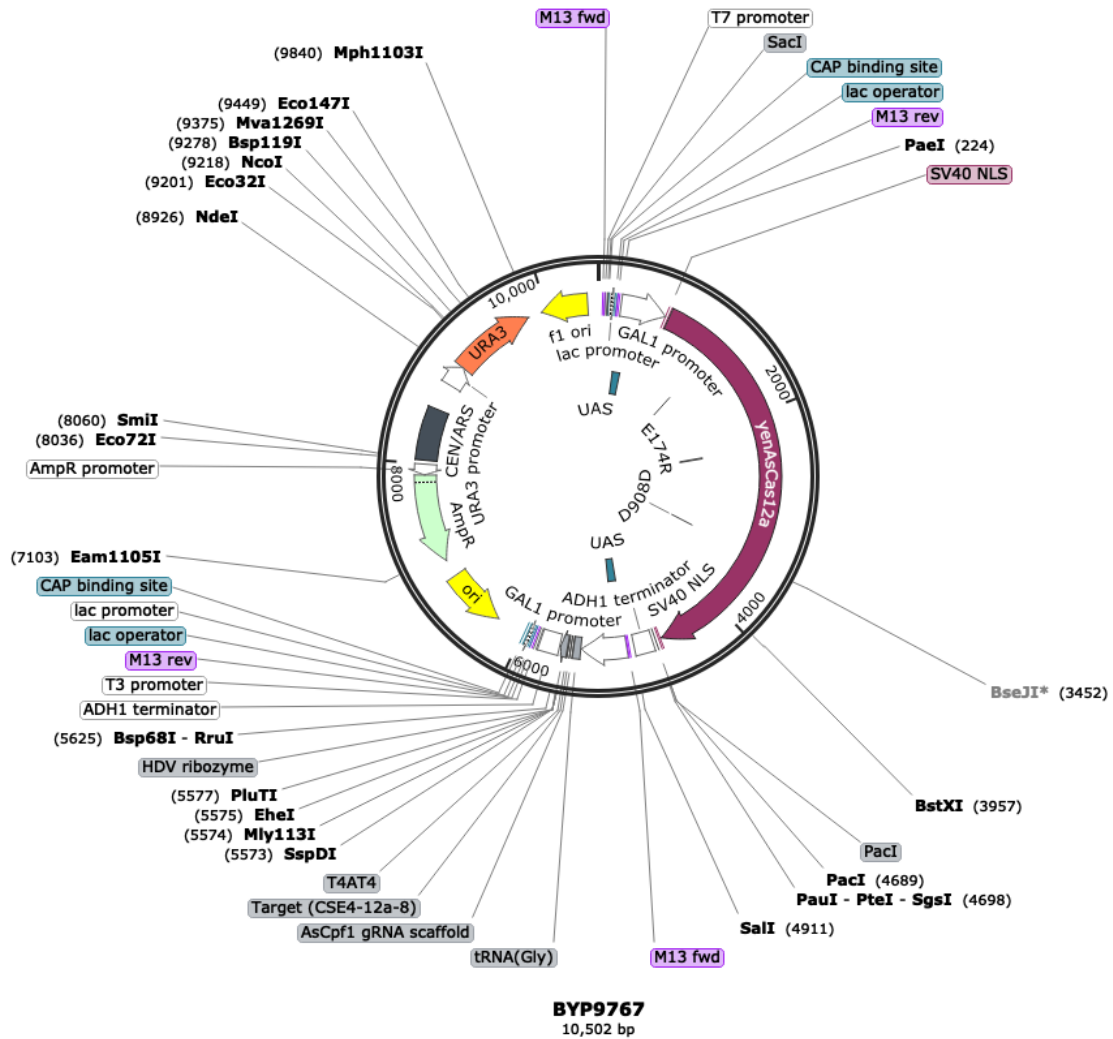 M13 fwd
T7 promoter
SacI
CAP binding site
lac operator
M13 rev
PaeI (224)
SV40 NLS
(9840) Mph1103I
(9449) Eco147I
(9375) Mva1269I
(9278) Bsp119I
(9218) NcoI
(9201) Eco32I
(8926) NdeI
10,000
2000
4000
6000
8000
f1 ori
lac promoter
GAL1 promoter
UAS
URA3
URA3 promoter
CEN/ARS
AmpR
ori
E174R
D908D
yenAsCas12a
UAS
ADH1 terminator
SV40 NLS
GAL1 promoter
(8060) SmiI
(8036) Eco72I
AmpR promoter
(7103) Eam1105I
CAP binding site
lac promoter
lac operator
M13 rev
T3 promoter
ADH1 terminator
(5625) Bsp68I - RruI
HDV ribozyme
(5577) PluTI
(5575) EheI
(5574) Mly113I
(5573) SspDI
T4AT4
Target (CSE4-12a-8)
AsCpf1 gRNA scaffold
tRNA(Gly)
BseJI* (3452)
BstXI (3957)
PacI
PacI (4689)
PauI - PteI - SgsI (4698)
SalI (4911)
M13 fwd
BYP9767
10,502 bp